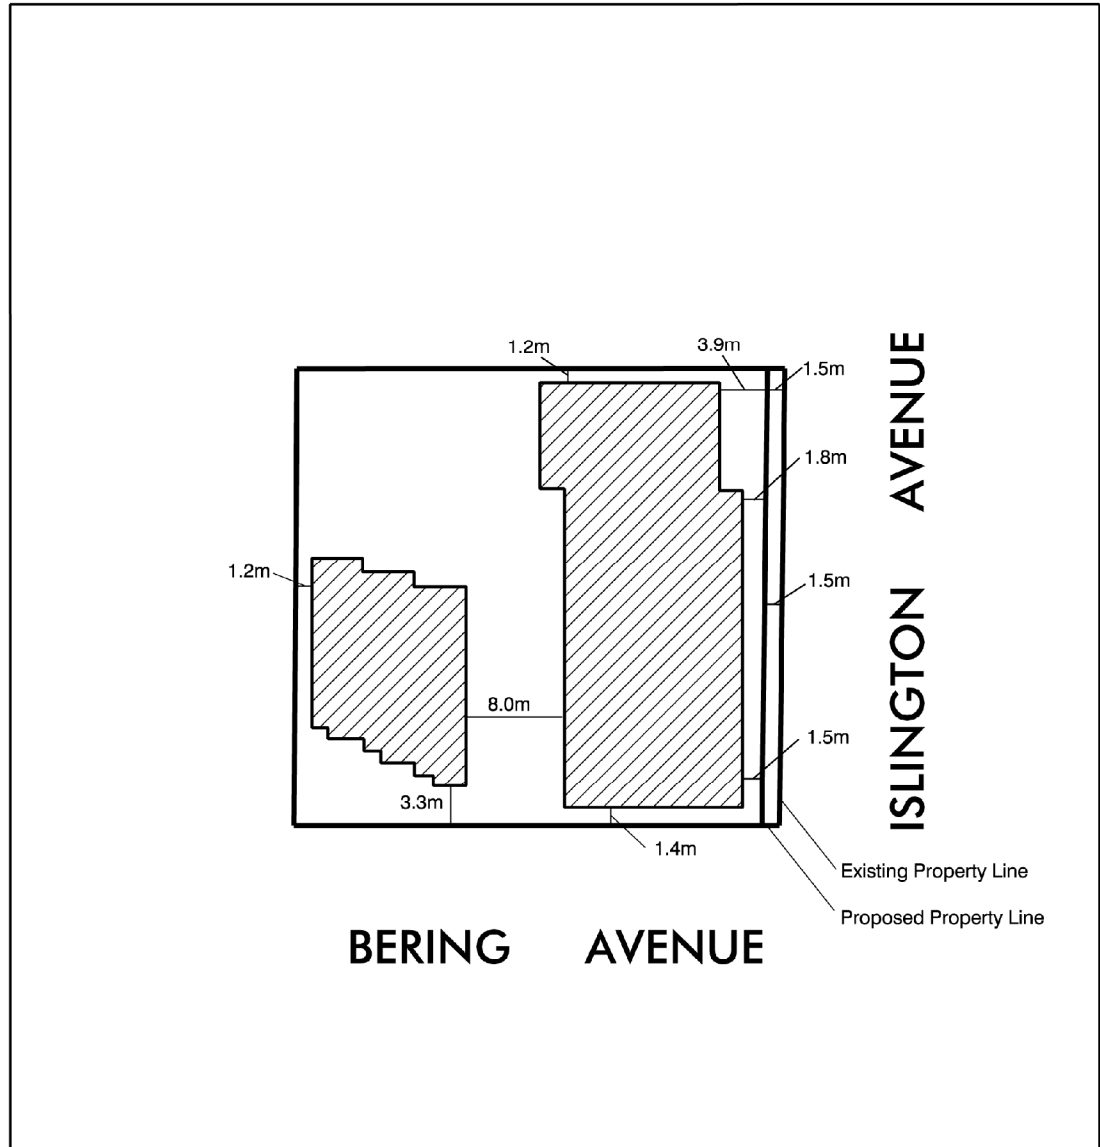 1.2m
3.9m
1.5m
1.8m
1.2m
1.5m
8.0m
1.5m
3.3m
1.4m
ISLINGTON AVENUE
Existing Property Line
Proposed Property Line
BERING AVENUE